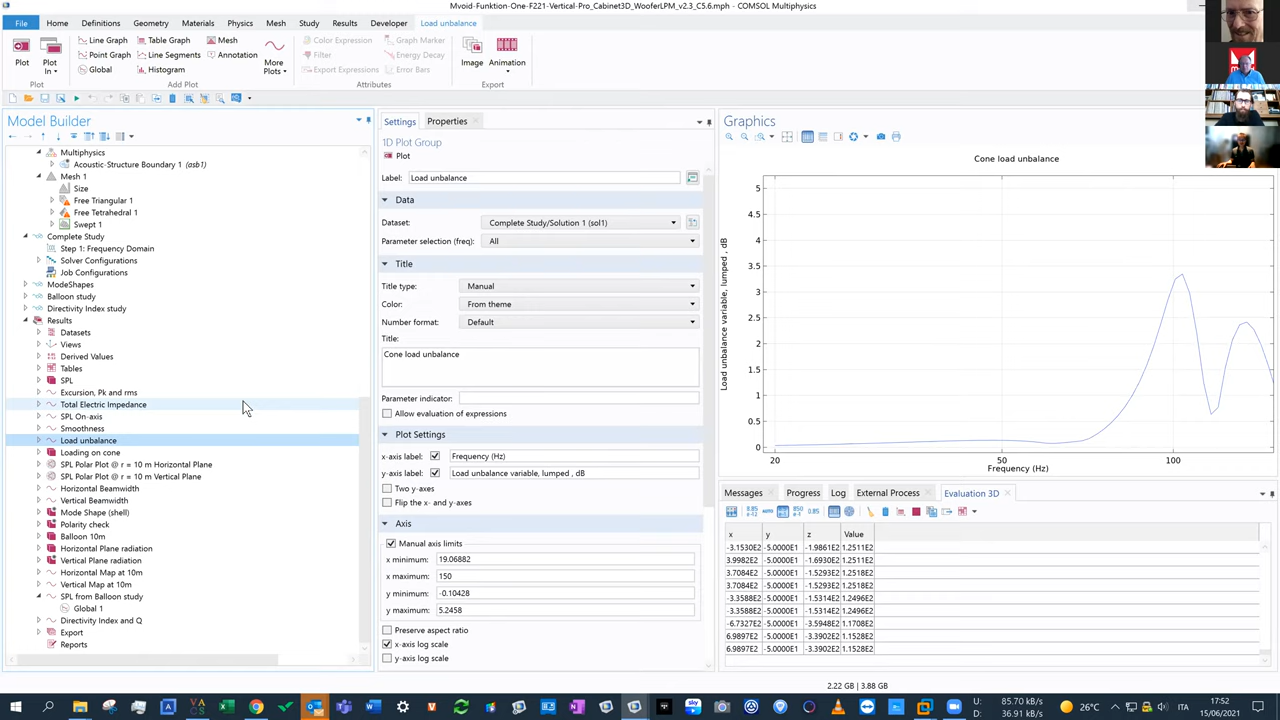 Mvoid-Funktion-One-F221-Vertical-Pro_Cabinet3D_WooferLPM_v2.3_C5.6.mph - COMSOL Multiphysics
File Home Definitions Geometry Materials Physics Mesh Study Results Developer Load unbalance
Plot
Plot In
Line Graph
Table Graph
Mesh
Point Graph
Line Segments
Annotation
Global
Histogram
More Plots
Color Expression
Graph Marker
Filter
Energy Decay
Export Expressions
Error Bars
Image
Animation
Plot Add Plot Attributes Export
Model Builder
Multiphysics
Acoustic-Structure Boundary 1 (asb1)
Mesh 1
Size
Free Triangular 1
Free Tetrahedral 1
Swept 1
Complete Study
Step 1: Frequency Domain
Solver Configurations
Job Configurations
ModeShapes
Balloon study
Directivity Index study
Results
Datasets
Views
Derived Values
Tables
SPL
Excursion, Pk and rms
Total Electric Impedance
SPL On-axis
Smoothness
Load unbalance
Loading on cone
SPL Polar Plot @ r = 10 m Horizontal Plane
SPL Polar Plot @ r = 10 m Vertical Plane
Horizontal Beamwidth
Vertical Beamwidth
Mode Shape (shell)
Polarity check
Balloon 10m
Horizontal Plane radiation
Vertical Plane radiation
Horizontal Map at 10m
Vertical Map at 10m
SPL from Balloon study
Global 1
Directivity Index and Q
Export
Reports
Settings Properties
1D Plot Group
Plot
Label: Load unbalance
Data
Dataset: Complete Study/Solution 1 (sol1)
Parameter selection (freq): All
Title
Title type: Manual
Color: From theme
Number format: Default
Title:
Cone load unbalance
Parameter indicator:
Allow evaluation of expressions
Plot Settings
x-axis label: Frequency (Hz)
y-axis label: Load unbalance variable, lumped , dB
Two y-axes
Flip the x- and y-axes
Axis
Manual axis limits
x minimum: 19.06882
x maximum: 150
y minimum: -0.10428
y maximum: 5.2458
Preserve aspect ratio
x-axis log scale
y-axis log scale
Graphics
Cone load unbalance
Load unbalance variable, lumped , dB
5
4.5
4
3.5
3
2.5
2
1.5
1
0.5
0
20 50 100
Frequency (Hz)
Messages Progress Log External Process Evaluation 3D
x y z Value
-3.1530E2 -5.0000E1 -1.9861E2 1.2511E2
3.9982E2 -5.0000E1 -1.6930E2 1.2511E2
3.7084E2 -5.0000E1 -1.5293E2 1.2518E2
3.7085E2 -5.0000E1 -1.5293E2 1.2518E2
-3.3588E2 -5.0000E1 -1.5314E2 1.2496E2
-3.3588E2 -5.0000E1 -1.5314E2 1.2496E2
-6.7327E2 -5.0000E1 -3.5948E2 1.1708E2
6.9897E2 -5.0000E1 -3.3902E2 1.1528E2
6.9897E2 -5.0000E1 -3.3902E2 1.1528E2
2.22 GB | 3.88 GB
U: 85.70 kB/s
D: 36.91 kB/s
26°C
ITA
17:52
15/06/2021